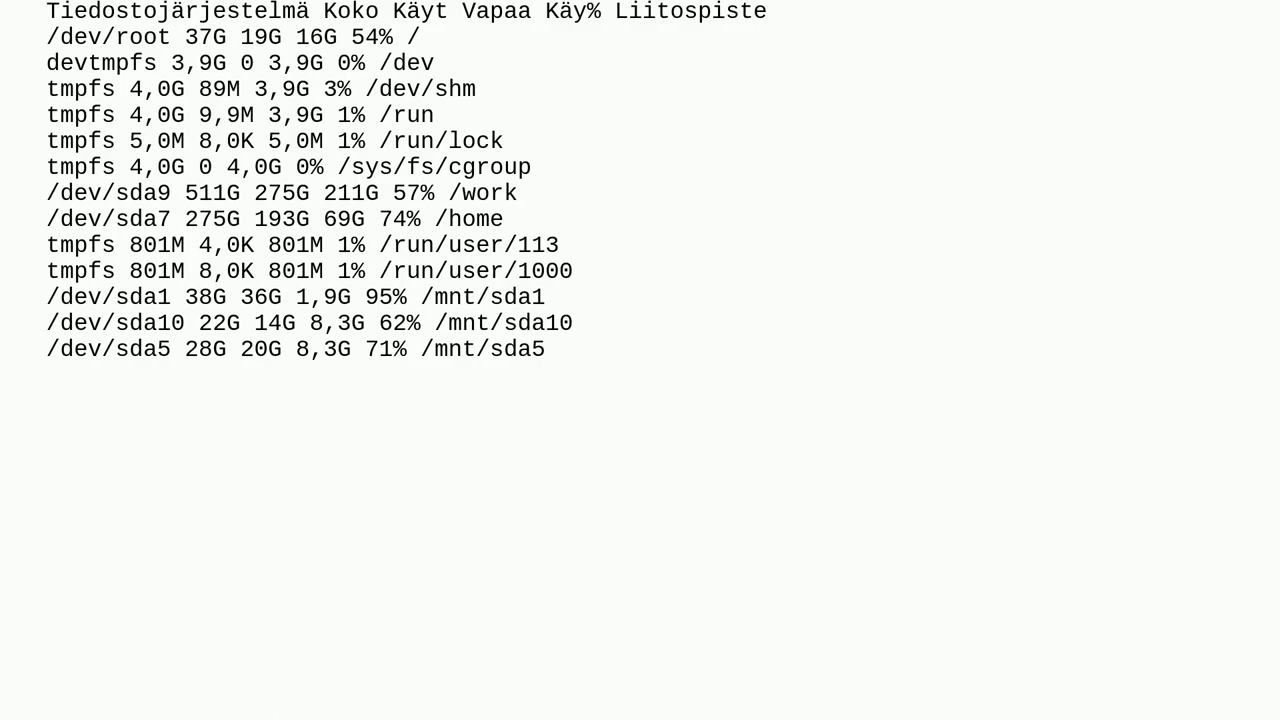 Tiedostojärjestelmä Koko Käyt Vapaa Käy% Liitospiste
/dev/root 37G 19G 16G 54% /
devtmpfs 3,9G 0 3,9G 0% /dev
tmpfs 4,0G 89M 3,9G 3% /dev/shm
tmpfs 4,0G 9,9M 3,9G 1% /run
tmpfs 5,0M 8,0K 5,0M 1% /run/lock
tmpfs 4,0G 0 4,0G 0% /sys/fs/cgroup
/dev/sda9 511G 275G 211G 57% /work
/dev/sda7 275G 193G 69G 74% /home
tmpfs 801M 4,0K 801M 1% /run/user/113
tmpfs 801M 8,0K 801M 1% /run/user/1000
/dev/sda1 38G 36G 1,9G 95% /mnt/sda1
/dev/sda10 22G 14G 8,3G 62% /mnt/sda10
/dev/sda5 28G 20G 8,3G 71% /mnt/sda5